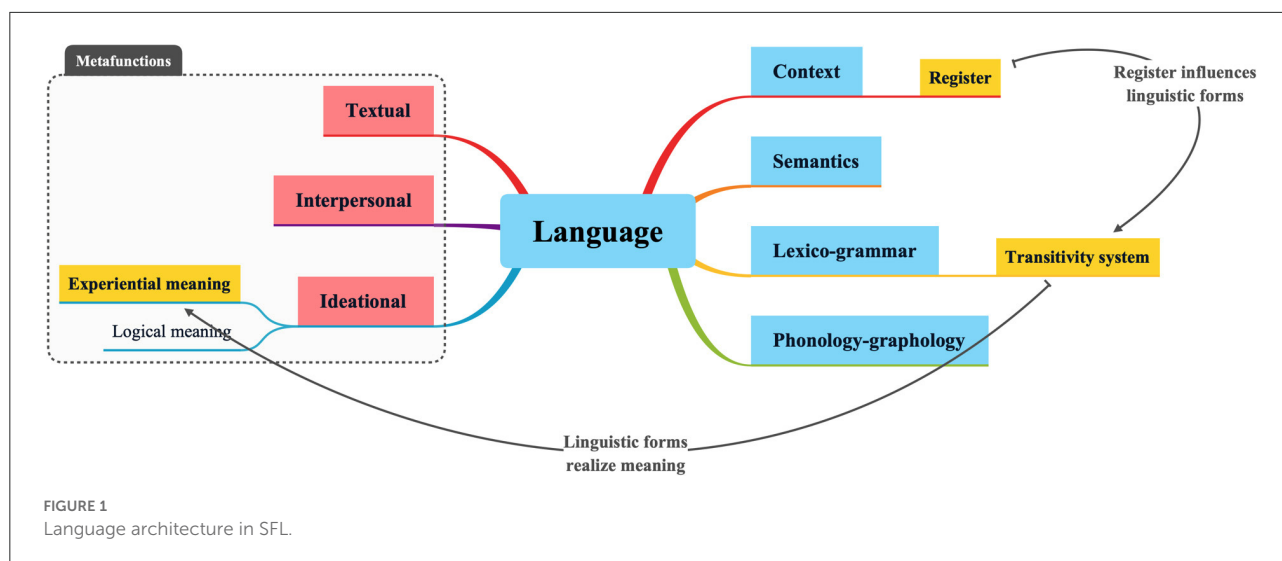 Metafunctions
Textual
Interpersonal
Experiential meaning
Ideational
Logical meaning
Language
Context
Register
Register influences
linguistic forms
Semantics
Lexico-grammar
Transitivity system
Phonology-graphology
Linguistic forms
realize meaning
FIGURE 1
Language architecture in SFL.